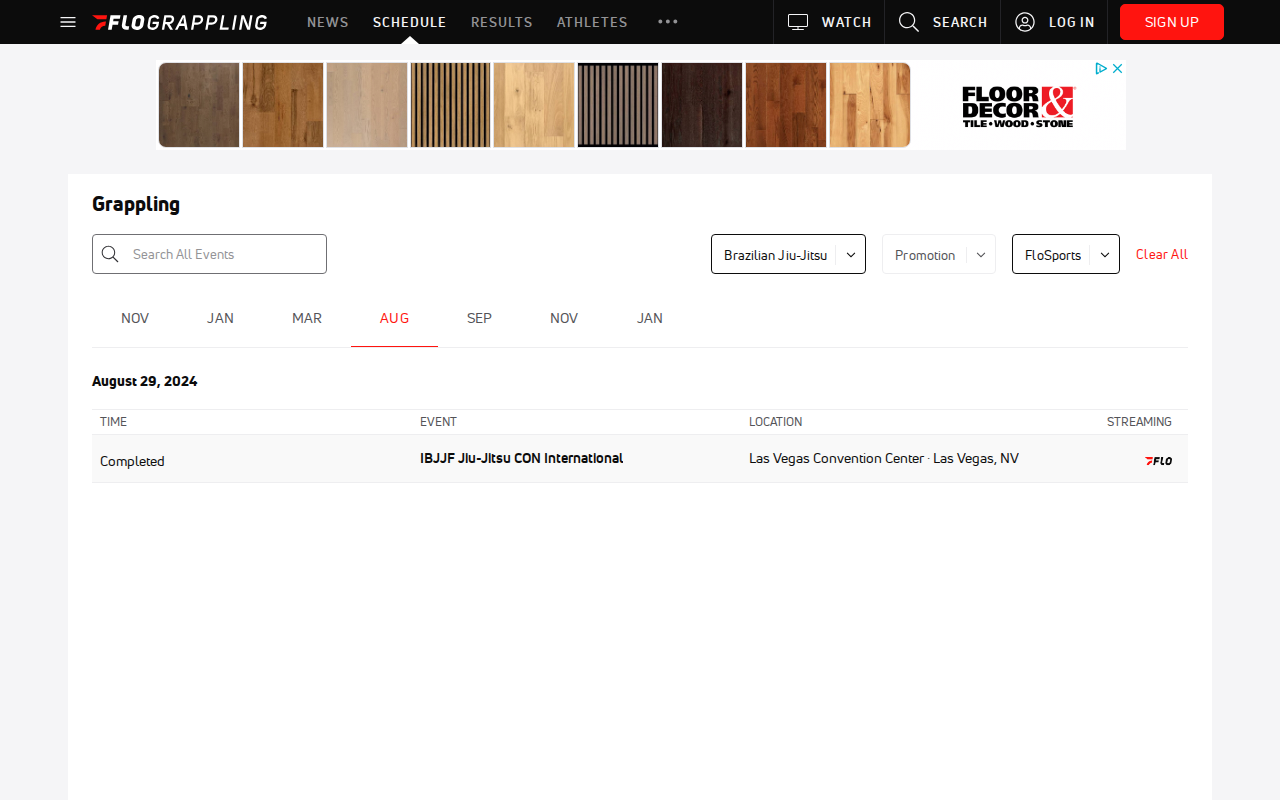 FLOGRAPPLING NEWS SCHEDULE RESULTS ATHLETES WATCH SEARCH LOG IN SIGN UP
FLOOR &
DECOR
TILE • WOOD • STONE
Grappling
Search All Events Brazilian Jiu-Jitsu Promotion FloSports Clear All
NOV JAN MAR AUG SEP NOV JAN
August 29, 2024
TIME EVENT LOCATION STREAMING
Completed IBJJF Jiu-Jitsu CON International Las Vegas Convention Center · Las Vegas, NV FLO